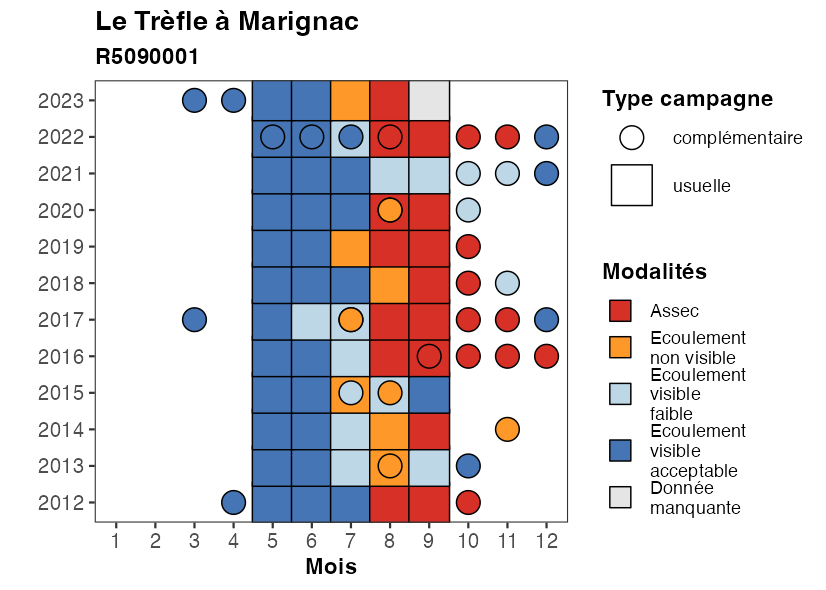 Le Trèfle à Marignac
R5090001
2023
2022
2021
2020
2019
2018
2017
2016
2015
2014
2013
2012
1 2 3 4 5 6 7 8 9 10 11 12
Mois
Type campagne
complémentaire
usuelle
Modalités
Assec
Ecoulement
non visible
Ecoulement
visible
faible
Ecoulement
visible
acceptable
Donnée
manquante